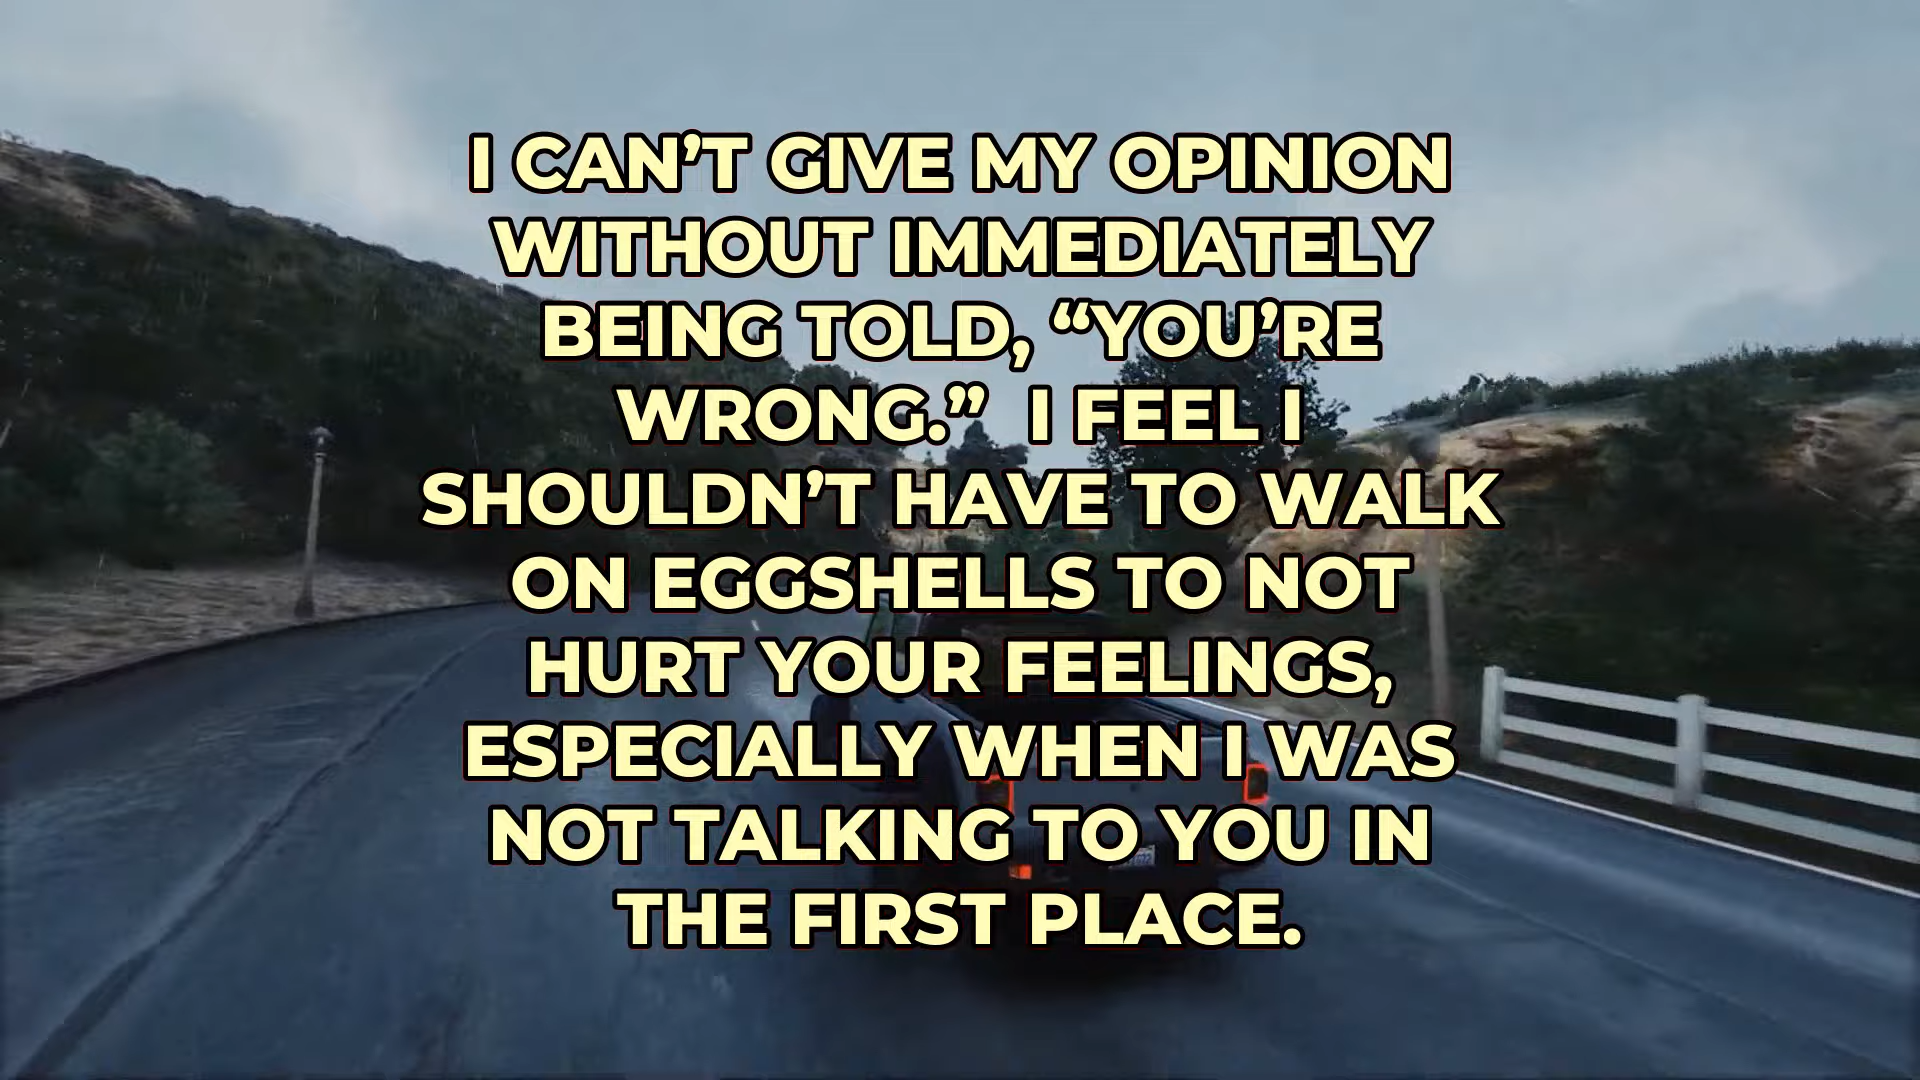 I CAN’T GIVE MY OPINION
WITHOUT IMMEDIATELY
BEING TOLD, “YOU’RE
WRONG.”  I FEEL I
SHOULDN’T HAVE TO WALK
ON EGGSHELLS TO NOT
HURT YOUR FEELINGS,
ESPECIALLY WHEN I WAS
NOT TALKING TO YOU IN
THE FIRST PLACE.